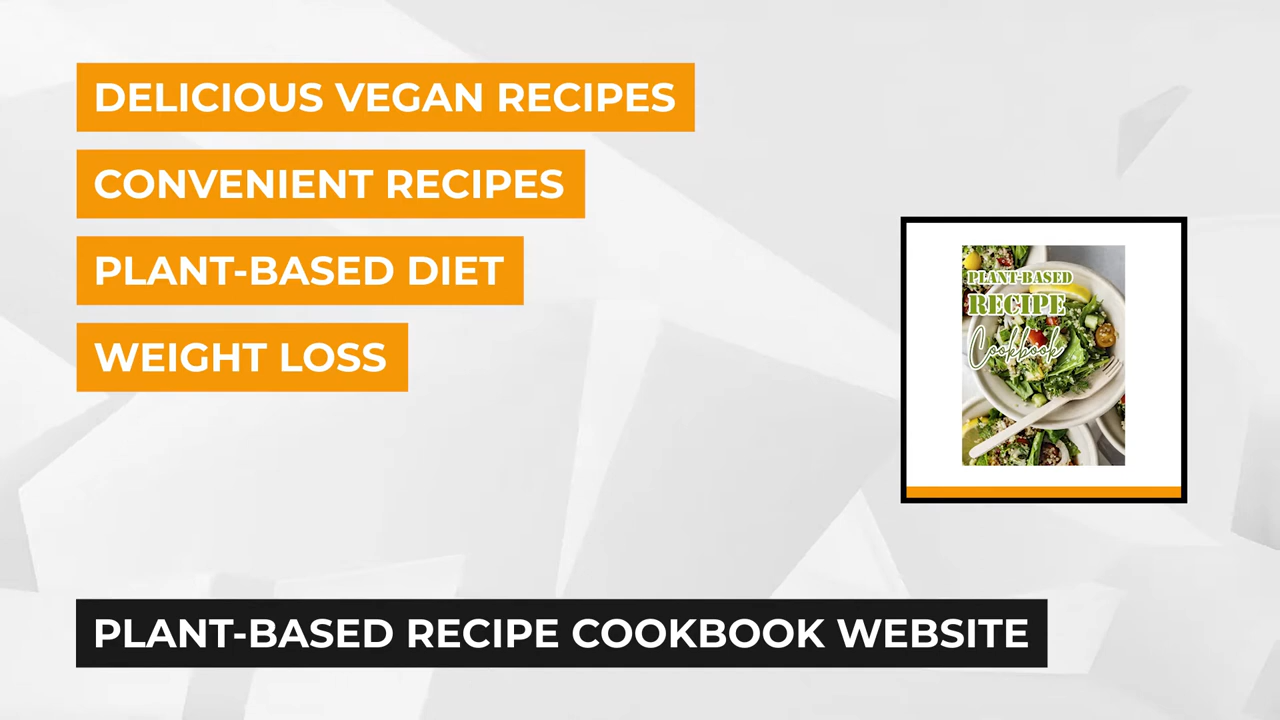 DELICIOUS VEGAN RECIPES
CONVENIENT RECIPES
PLANT-BASED DIET
WEIGHT LOSS
PLANT-BASED
RECIPE
Cookbook
PLANT-BASED RECIPE COOKBOOK WEBSITE